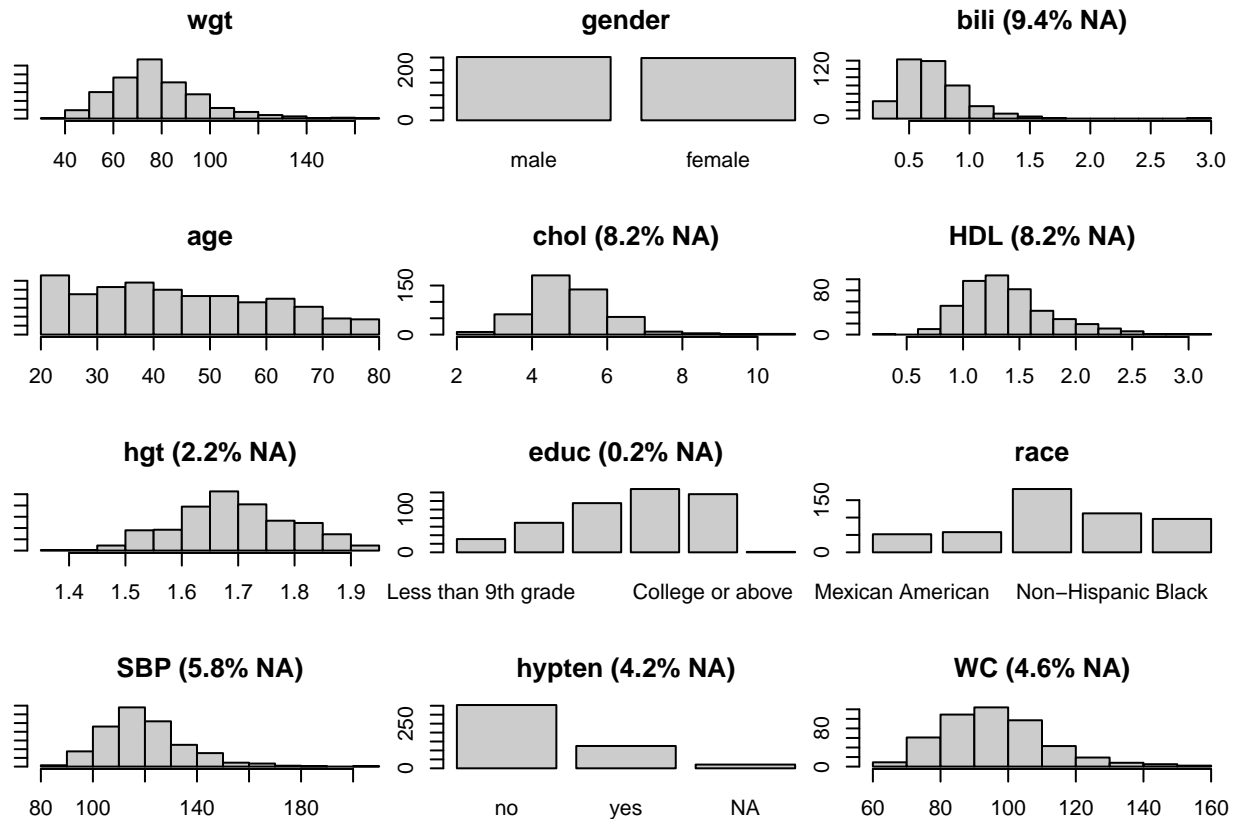 wgt
40 60 80 100 140
gender
0 200
male female
bili (9.4% NA)
0 120
0.5 1.0 1.5 2.0 2.5 3.0
age
20 30 40 50 60 70 80
chol (8.2% NA)
0 150
2 4 6 8 10
HDL (8.2% NA)
0 80
0.5 1.0 1.5 2.0 2.5 3.0
hgt (2.2% NA)
1.4 1.5 1.6 1.7 1.8 1.9
educ (0.2% NA)
0 100
Less than 9th grade College or above
race
0 150
Mexican American Non−Hispanic Black
SBP (5.8% NA)
80 100 140 180
hypten (4.2% NA)
0 250
no yes NA
WC (4.6% NA)
0 80
60 80 100 120 140 160